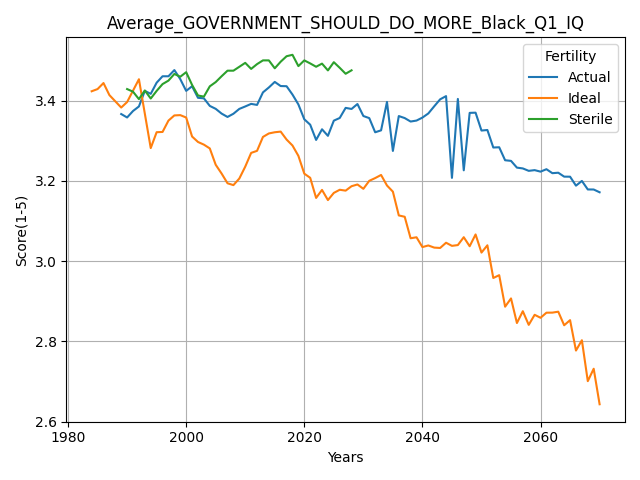 Average_GOVERNMENT_SHOULD_DO_MORE_Black_Q1_IQ
Fertility
Actual
Ideal
Sterile
Score(1-5)
3.4
3.2
3.0
2.8
2.6
1980
2000
2020
2040
2060
Years